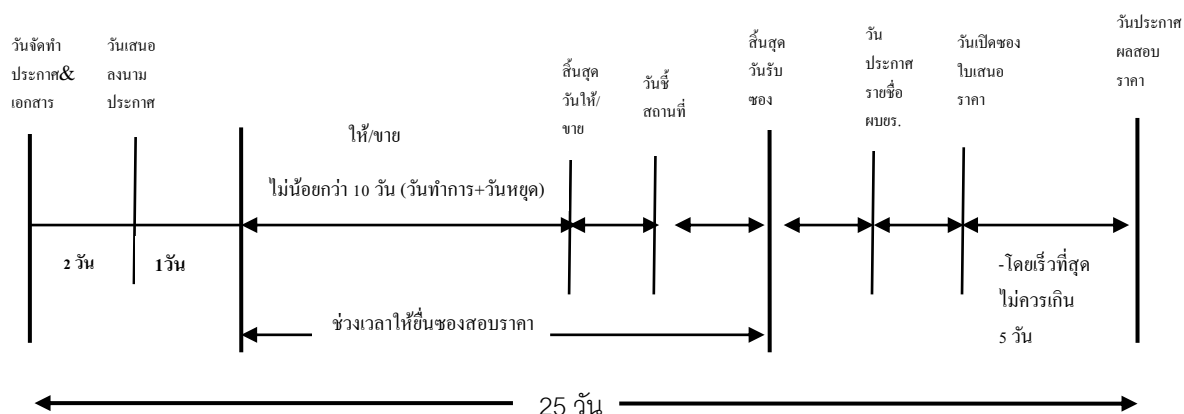 วันจัดทำ
ประกาศ&
เอกสาร
วันเสนอ
ลงนาม
ประกาศ
ให้/ขาย
ไม่น้อยกว่า 10 วัน (วันทำการ+วันหยุด)
สิ้นสุด
วันให้/
ขาย
วันชี้
สถานที่
สิ้นสุด
วันรับ
ซอง
วัน
ประกาศ
รายชื่อ
ผบยร.
วันเปิดซอง
ใบเสนอ
ราคา
วันประกาศ
ผลสอบ
ราคา
2 วัน
1วัน
-โดยเร็วที่สุด
ไม่ควรเกิน
5 วัน
ช่วงเวลาให้ยื่นซองสอบราคา
25 วัน